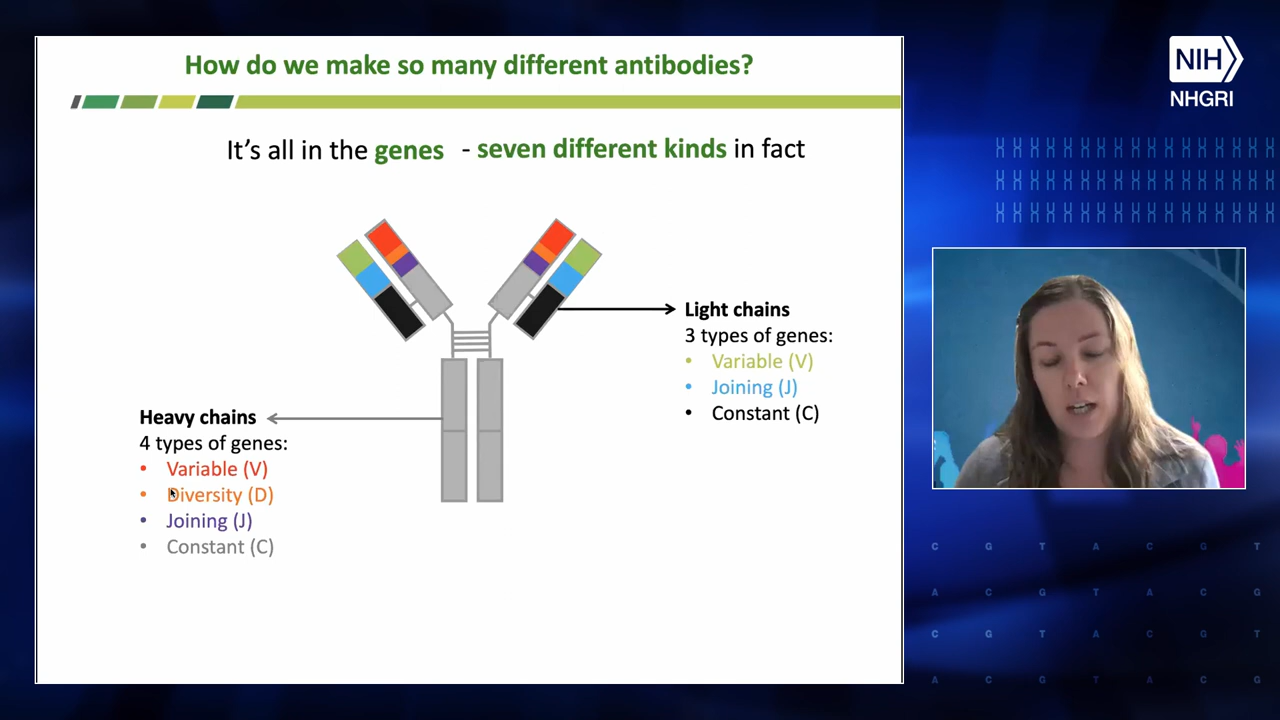 How do we make so many different antibodies?
It's all in the genes - seven different kinds in fact
NIH
NHGRI
Light chains
3 types of genes:
• Variable (V)
• Joining (J)
• Constant (C)
Heavy chains
4 types of genes:
• Variable (V)
• Diversity (D)
• Joining (J)
• Constant (C)
C G T A C G T
A C G T A C G
C G T A C G T
A C G T A C G